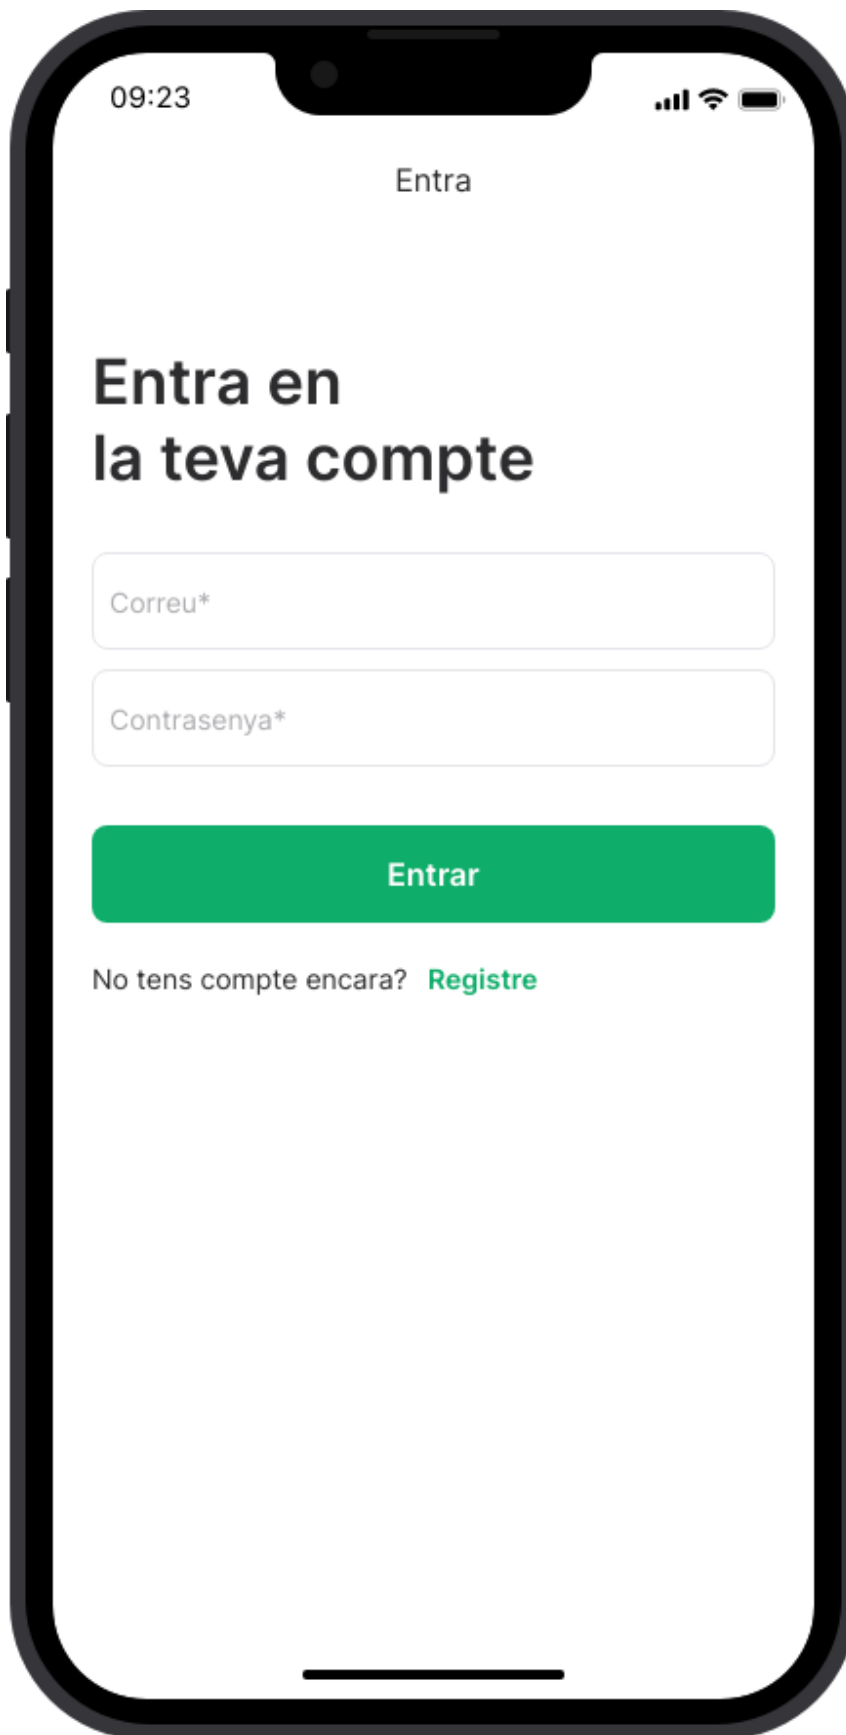 09:23
Entra
Entra en
la teva compte
Correu*
Contrasenya*
Entrar
No tens compte encara? Registre